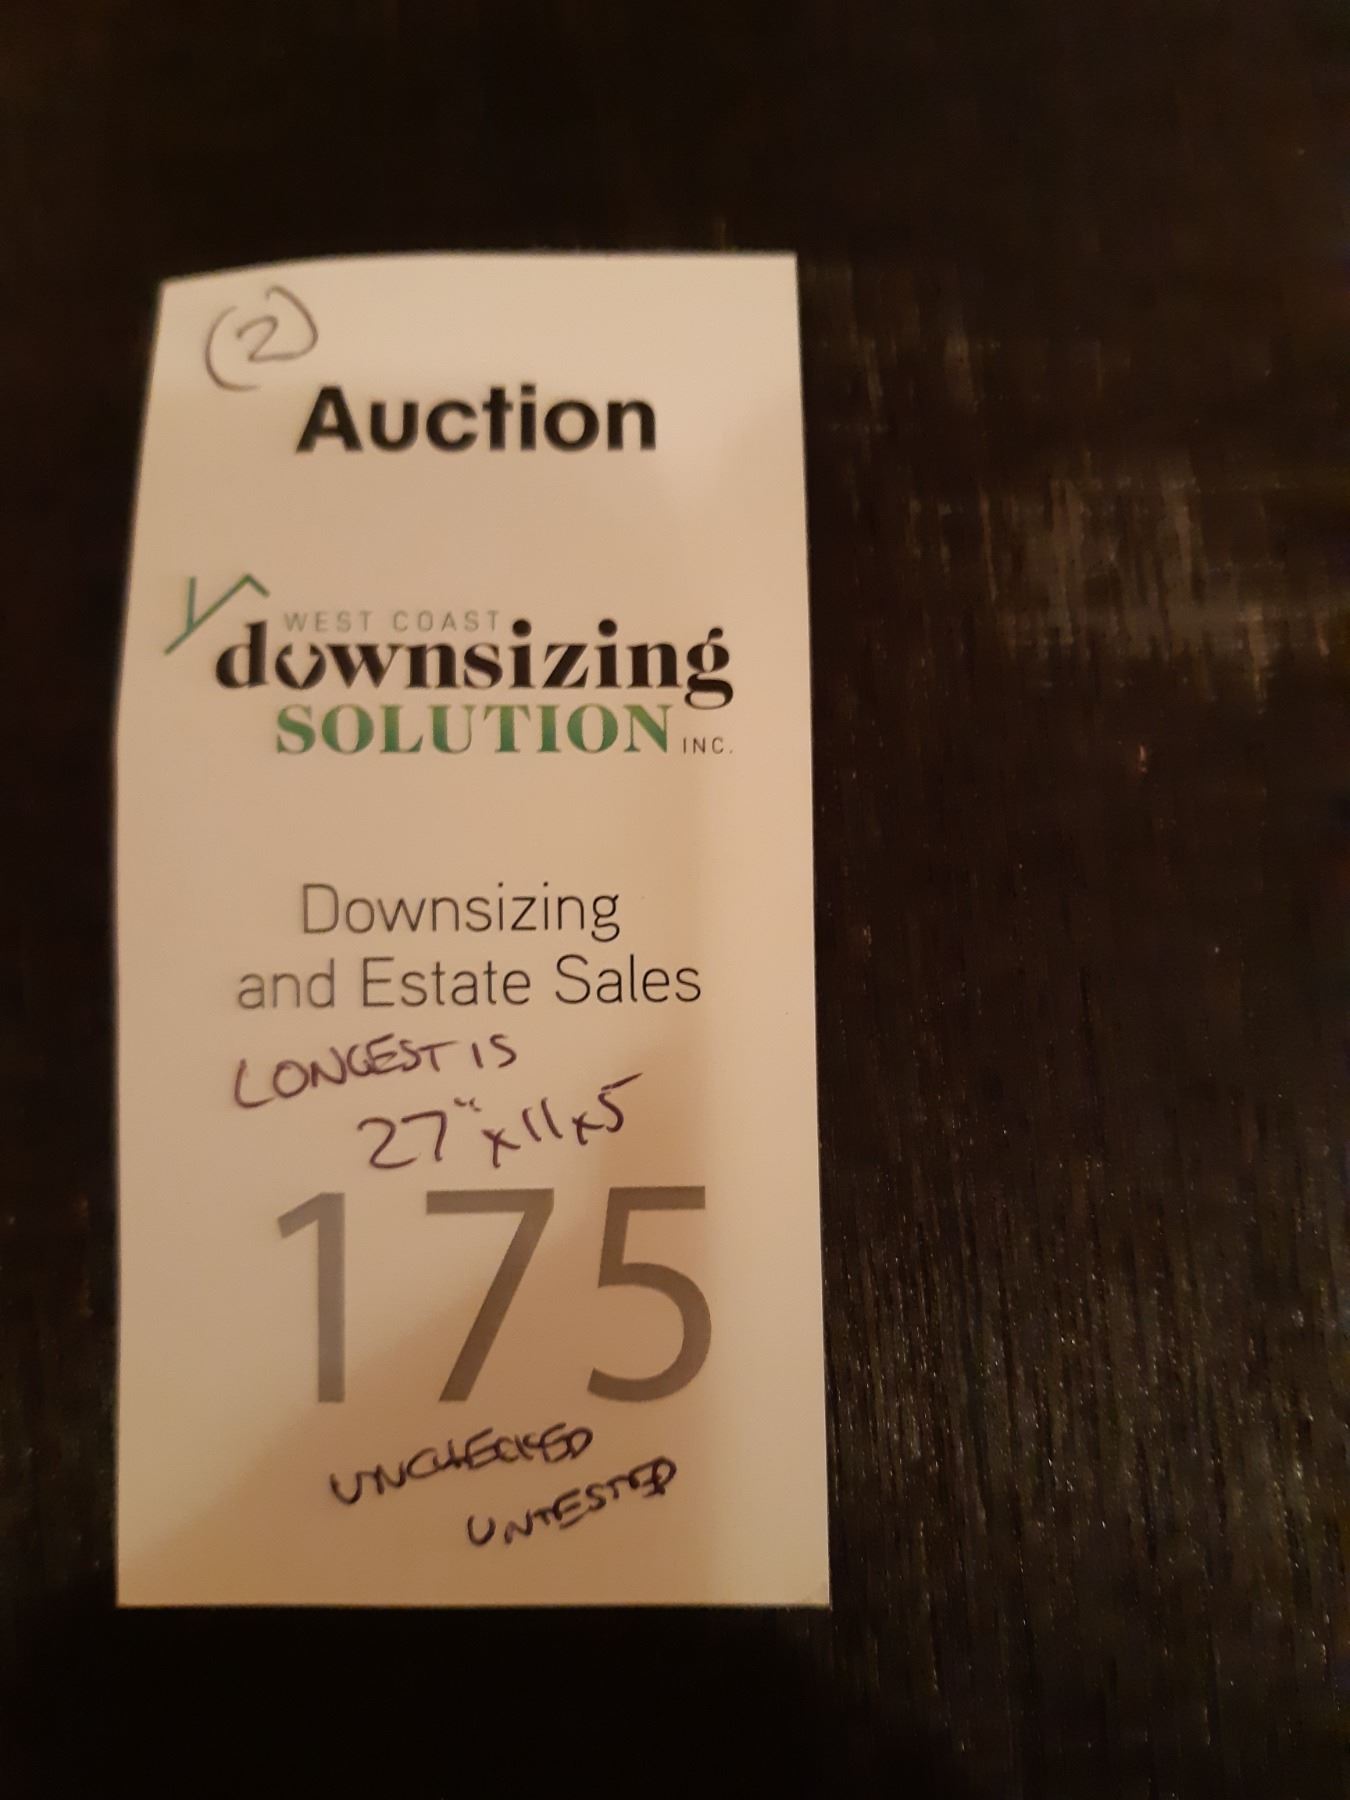 (2)
Auction
WEST COAST
downsizing
SOLUTION INC.
Downsizing
and Estate Sales
LONGEST IS
27" x 11 x 5
175
UNCHECKED
UNTESTED